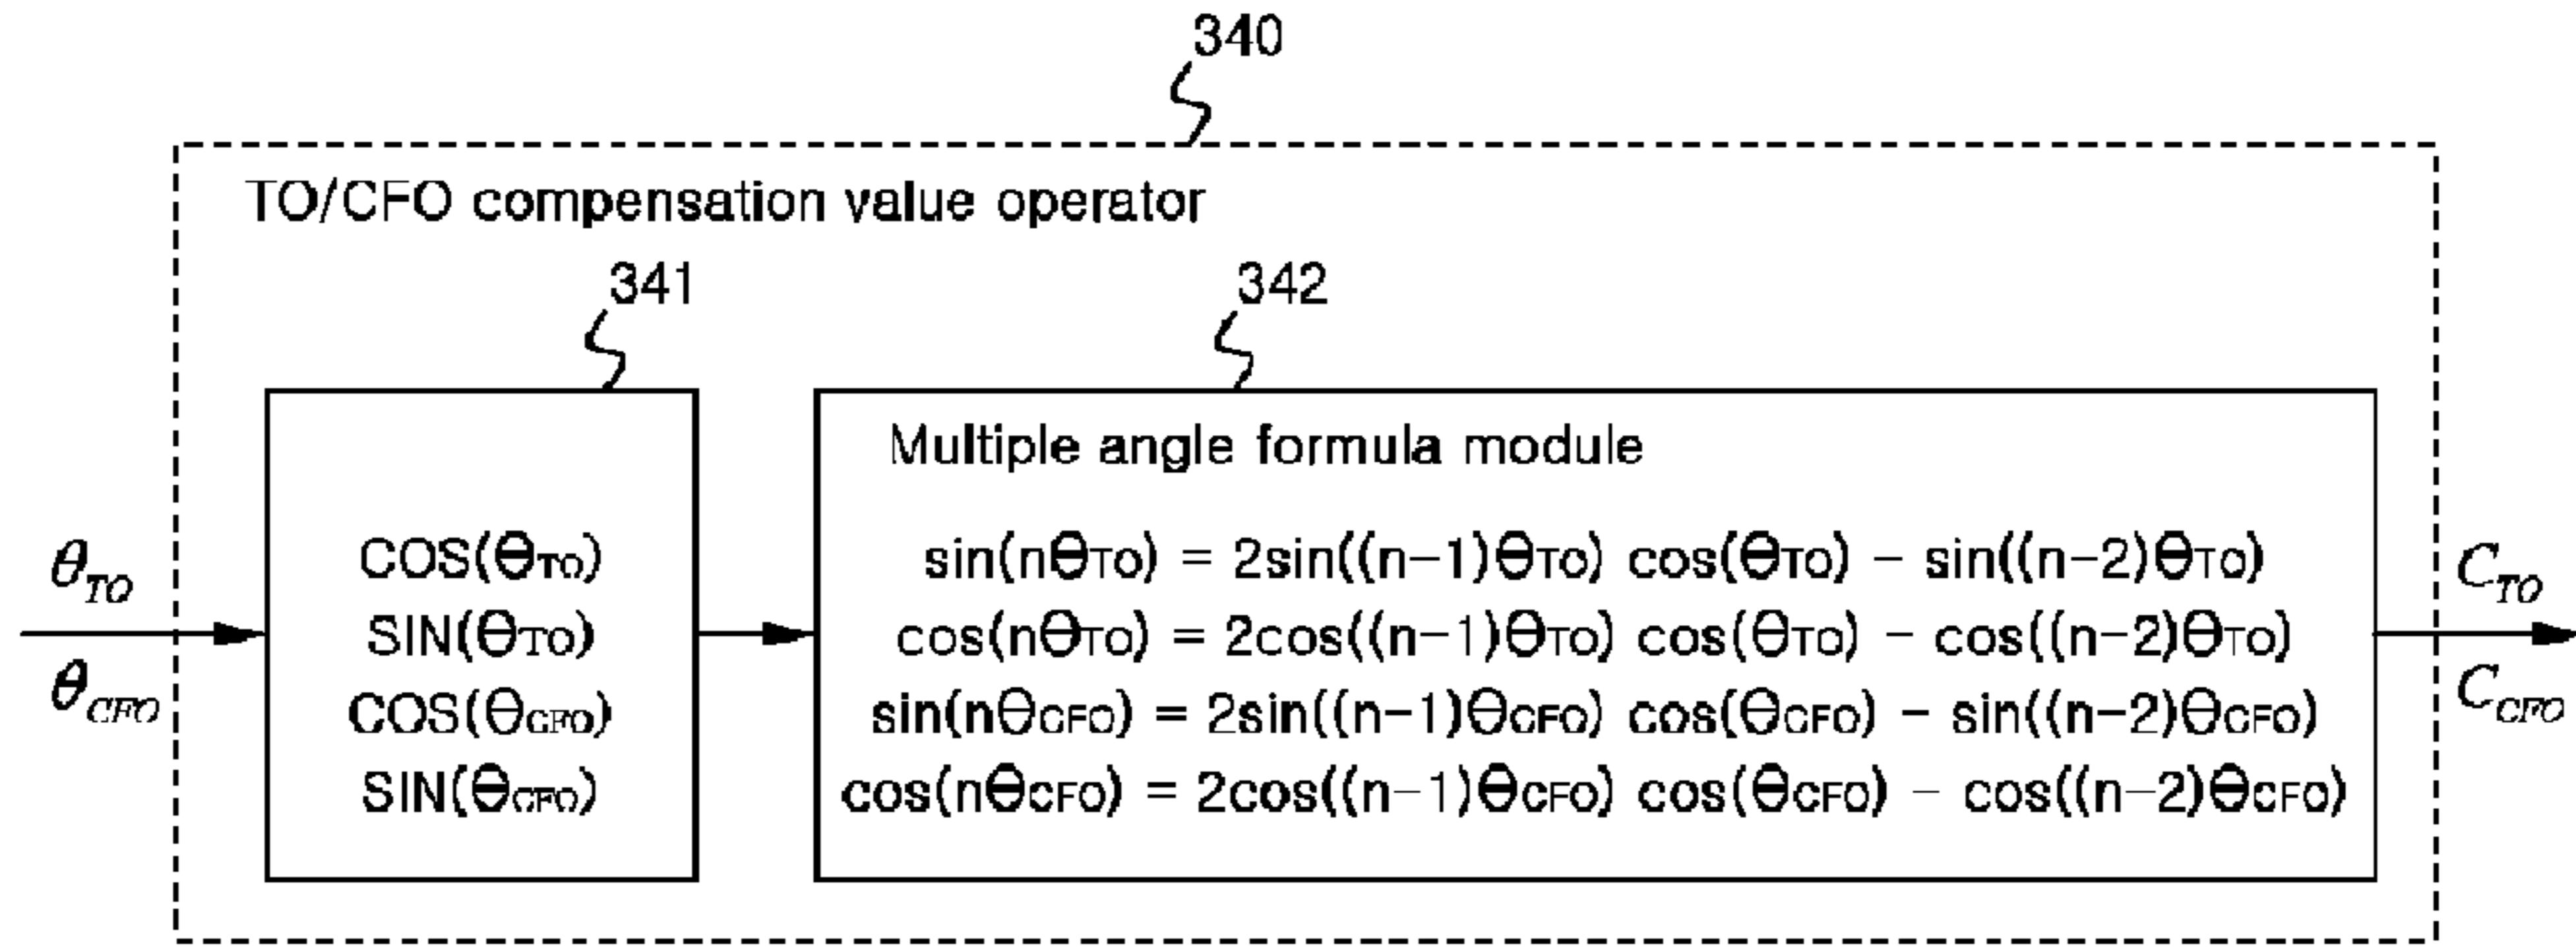 340
TO/CFO compensation value operator
341
342
Multiple angle formula module
COS(θTO)
SIN(θTO)
COS(θCFO)
SIN(θCFO)
sin(nθTO) = 2sin((n-1)θTO) cos(θTO) - sin((n-2)θTO)
cos(nθTO) = 2cos((n-1)θTO) cos(θTO) - cos((n-2)θTO)
sin(nθCFO) = 2sin((n-1)θCFO) cos(θCFO) - sin((n-2)θCFO)
cos(nθCFO) = 2cos((n-1)θCFO) cos(θCFO) - cos((n-2)θCFO)
θTO
θCFO
CTO
CCFO